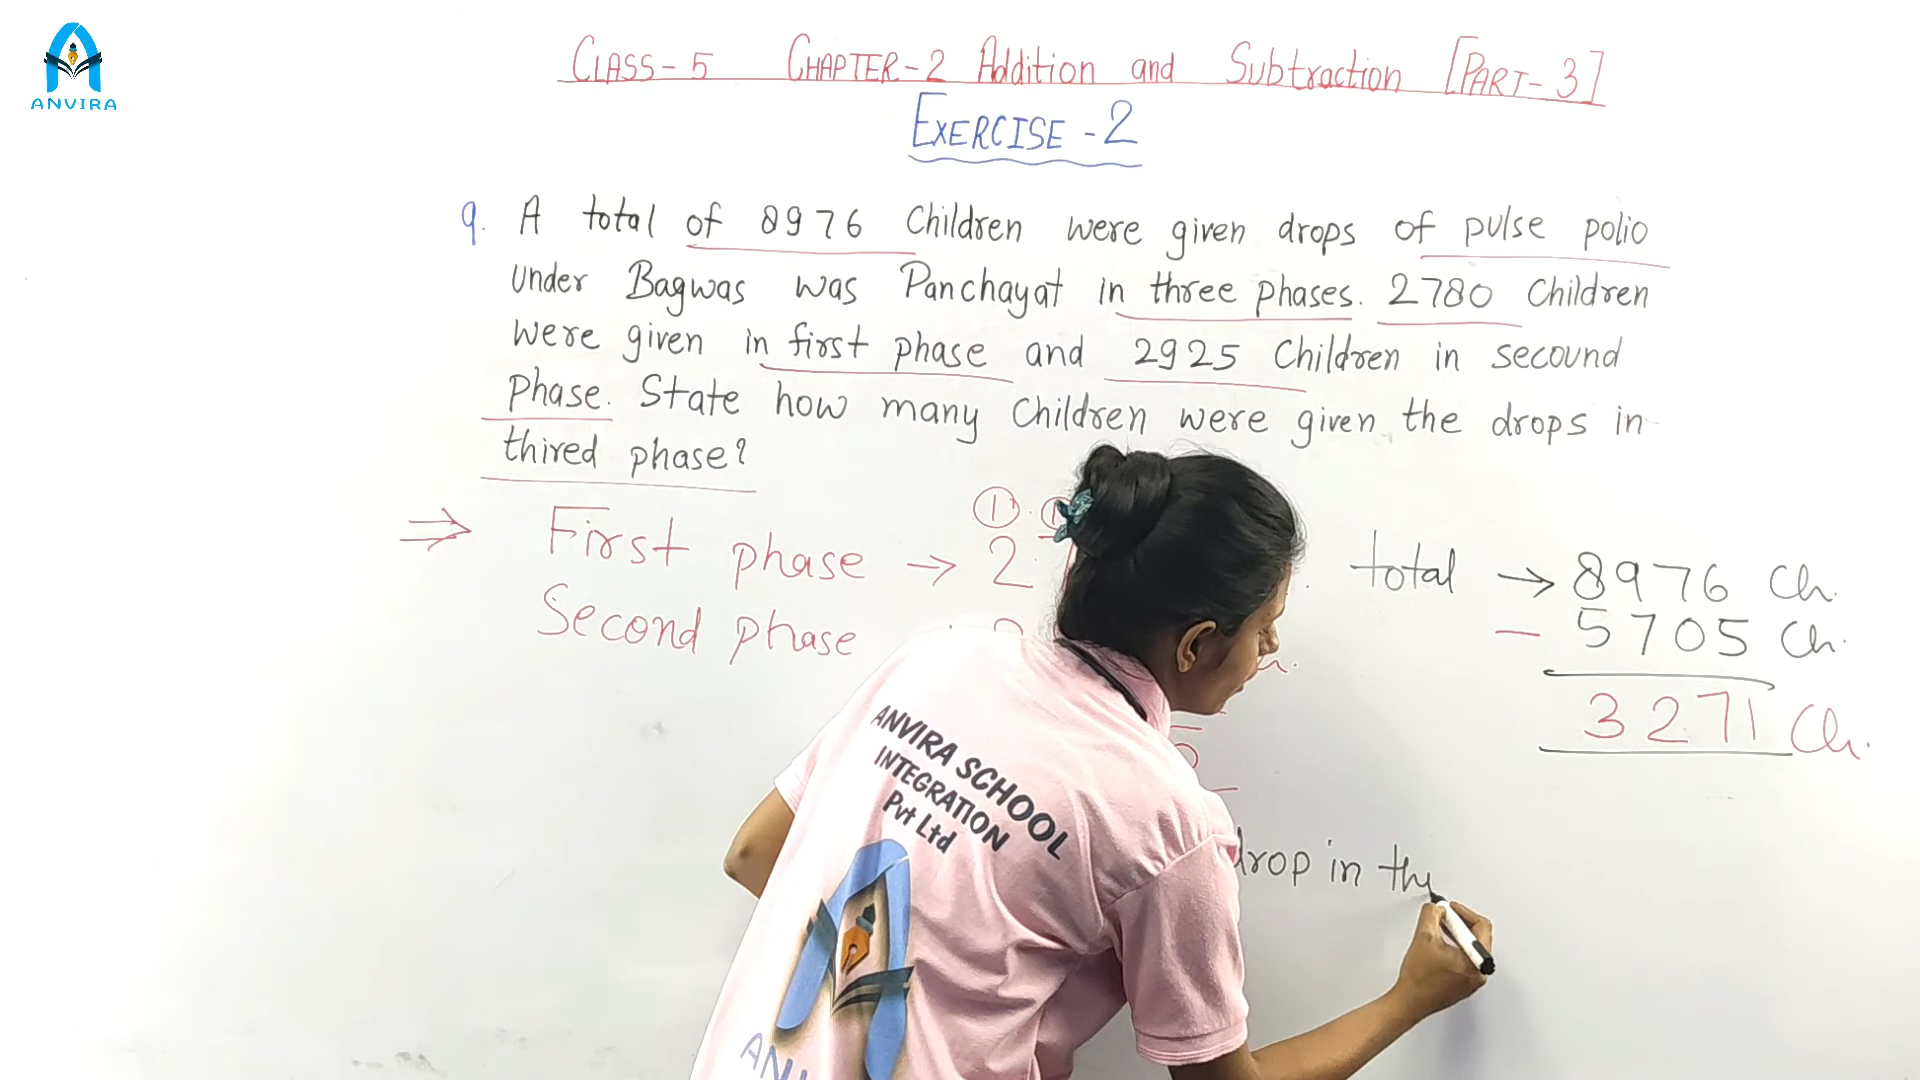 ANVIRA
CLASS-5 CHAPTER-2 Addition and Subtraction [PART-3]
EXERCISE-2
9. A total of 8976 Children were given drops of pulse polio
under Bagwas was Panchayat in three phases. 2780 Children
were given in first phase and 2925 Children in secound
Phase. State how many Children were given the drops in
thired phase?
⇒ First phase → 2
Second phase
total → 8976 Ch.
- 5705 Ch.
3271 Ch.
drop in the
ANVIRA SCHOOL
INTEGRATION
Pvt Ltd